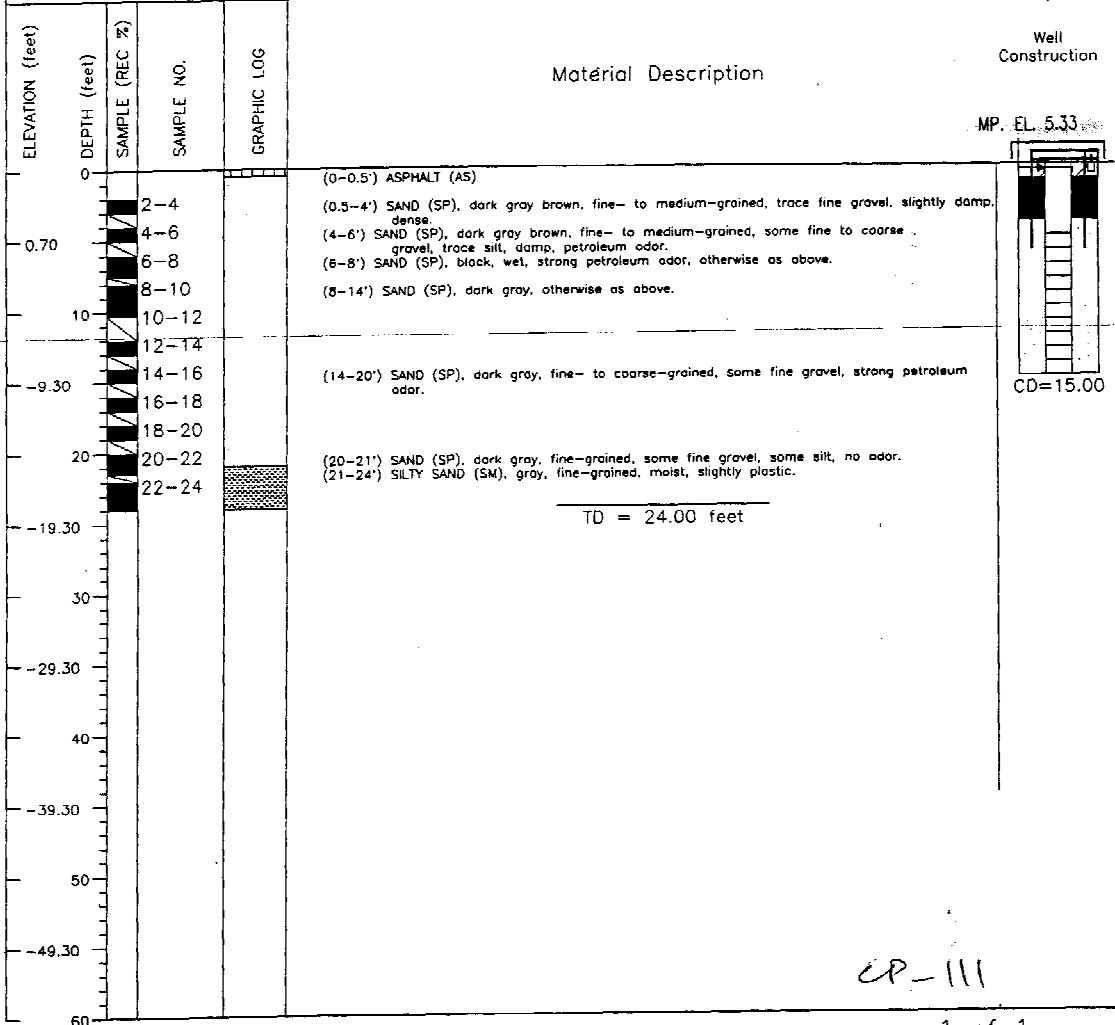 ELEVATION (feet)
DEPTH (feet)
SAMPLE (REC %)
SAMPLE NO.
GRAPHIC LOG
Material Description
Well
Construction
MP. EL. 5.33
0
(0-0.5') ASPHALT (AS)
2-4
(0.5-4') SAND (SP), dark gray brown, fine- to medium-grained, trace fine gravel, slightly damp,
dense.
4-6
(4-6') SAND (SP), dark gray brown, fine- to medium-grained, some fine to coarse
0.70
gravel, trace silt, damp, petroleum odor.
6-8
(6-8') SAND (SP), black, wet, strong petroleum odor, otherwise as above.
8-10
(8-14') SAND (SP), dark gray, otherwise as above.
10
10-12
12-14
14-16
(14-20') SAND (SP), dark gray, fine- to coarse-grained, some fine gravel, strong petroleum
odor.
-9.30
CD=15.00
16-18
18-20
20
20-22
(20-21') SAND (SP), dark gray, fine-grained, some fine gravel, some silt, no odor.
(21-24') SILTY SAND (SM), gray, fine-grained, moist, slightly plastic.
22-24
TD = 24.00 feet
-19.30
30
-29.30
40
-39.30
50
-49.30
CP-111
60